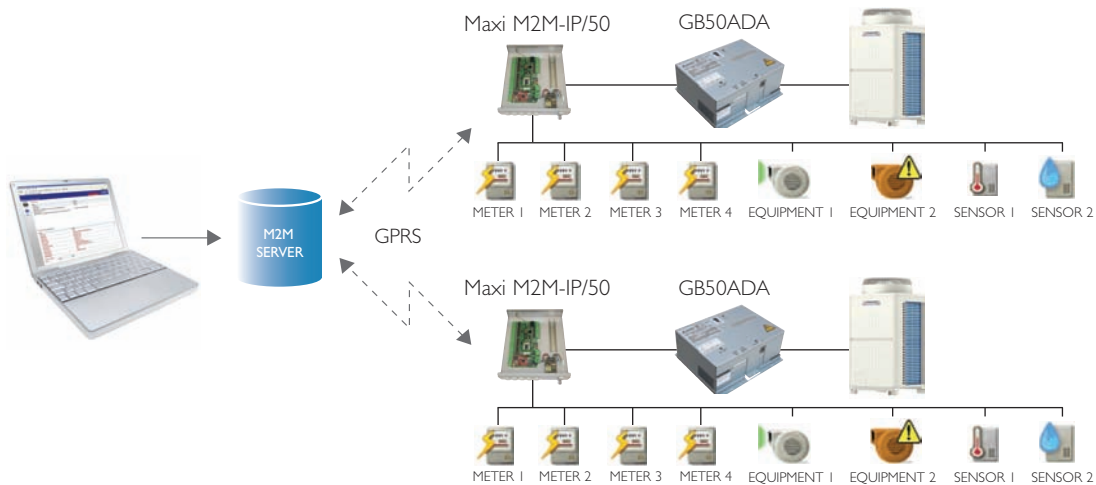 Maxi M2M-IP/50
GB50ADA
METER 1
METER 2
METER 3
METER 4
EQUIPMENT 1
EQUIPMENT 2
SENSOR 1
SENSOR 2
M2M
SERVER
GPRS
Maxi M2M-IP/50
GB50ADA
METER 1
METER 2
METER 3
METER 4
EQUIPMENT 1
EQUIPMENT 2
SENSOR 1
SENSOR 2